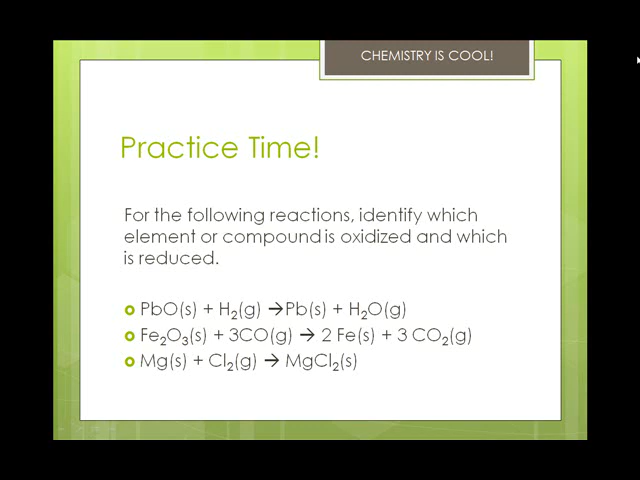 CHEMISTRY IS COOL!
Practice Time!
For the following reactions, identify which
element or compound is oxidized and which
is reduced.
PbO(s) + H₂(g) →Pb(s) + H₂O(g)
Fe₂O₃(s) + 3CO(g) → 2 Fe(s) + 3 CO₂(g)
Mg(s) + Cl₂(g) → MgCl₂(s)